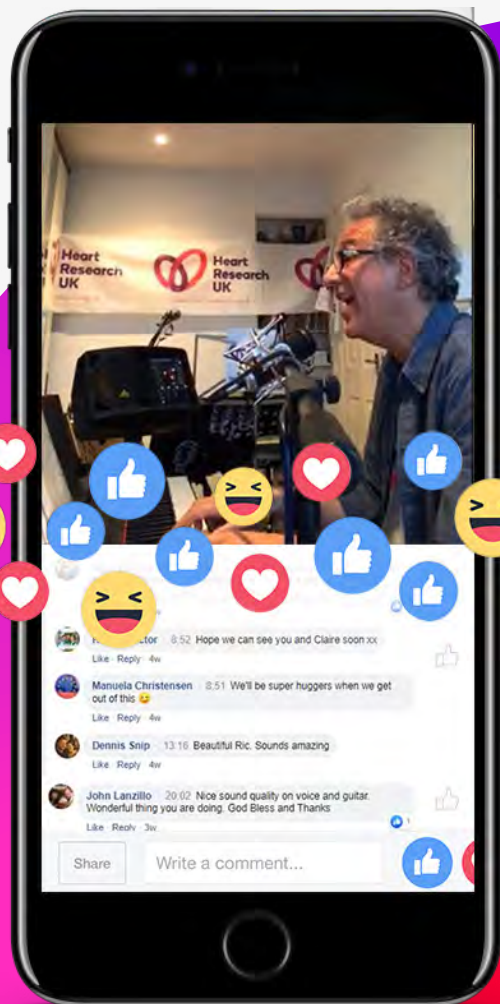 Heart
Research
UK
Heart
Research
UK
8:52 Hope we can see you and Claire soon xx
Like · Reply · 4w
Manuela Christensen · 8:51 We'll be super huggers when we get
out of this
Like · Reply · 4w
Dennis Snip · 13:16 Beautiful Ric. Sounds amazing
Like · Reply · 4w
John Lanzillo · 20:02 Nice sound quality on voice and guitar.
Wonderful thing you are doing. God Bless and Thanks
1
Like · Reply · 3w
Share
Write a comment...